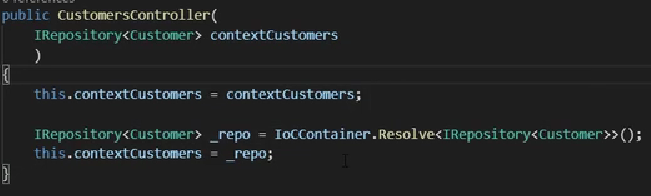 public CustomersController(
IRepository<Customer> contextCustomers
)
{
this.contextCustomers = contextCustomers;
IRepository<Customer> _repo = IoCContainer.Resolve<IRepository<Customer>>();
this.contextCustomers = _repo;
}